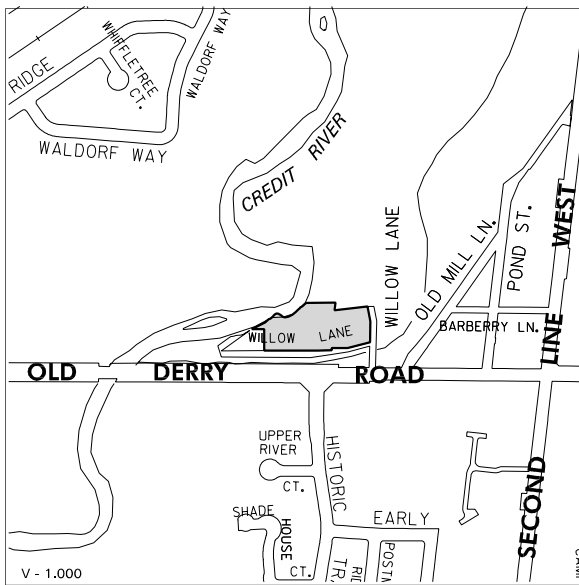 RIDGE
WHIFFLETREE
CT.
WALDORF WAY
WALDORF WAY
CREDIT RIVER
WILLOW LANE
OLD MILL LN.
POND ST.
BARBERRY LN.
SECOND LINE WEST
WILLOW LANE
OLD DERRY ROAD
UPPER
RIVER
CT.
HISTORIC
SHADE
HOUSE
CT.
EARLY
TR.
POSTM
V - 1.000